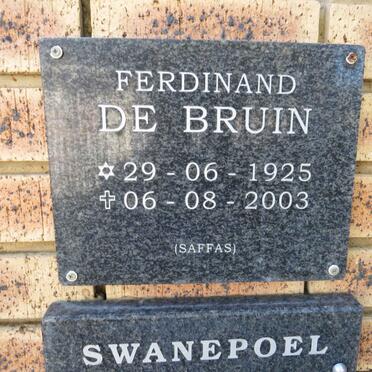 FERDINAND
DE BRUIN
✡ 29 - 06 - 1925
✝ 06 - 08 - 2003
(SAFFAS)
SWANEPOEL